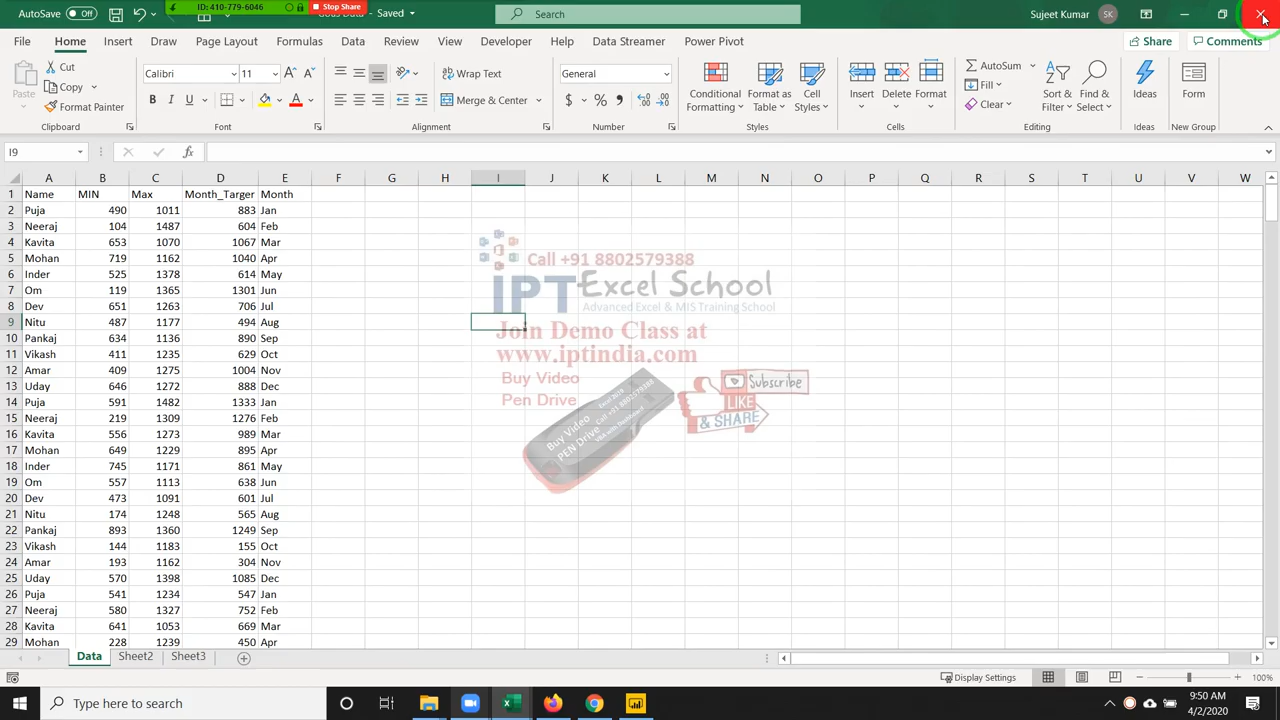 AutoSave Off - Saved Search Sujeet Kumar SK
ID: 410-779-6046 Stop Share
File Home Insert Draw Page Layout Formulas Data Review View Developer Help Data Streamer Power Pivot Share Comments
Paste Cut Copy Format Painter
Calibri 11 B I U A
Wrap Text Merge & Center
General $ % 9
Conditional Formatting Format as Table Cell Styles
Insert Delete Format
AutoSum Fill Clear Sort & Filter Find & Select
Ideas Form
Clipboard Font Alignment Number Styles Cells Editing Ideas New Group
I9 fx
A B C D E F G H I J K L M N O P Q R S T U V W
1 Name MIN Max Month_Targer Month
2 Puja 490 1011 883 Jan
3 Neeraj 104 1487 604 Feb
4 Kavita 653 1070 1067 Mar
5 Mohan 719 1162 1040 Apr
6 Inder 525 1378 614 May
7 Om 119 1365 1301 Jun
8 Dev 651 1263 706 Jul
9 Nitu 487 1177 494 Aug
10 Pankaj 634 1136 890 Sep
11 Vikash 411 1235 629 Oct
12 Amar 409 1275 1004 Nov
13 Uday 646 1272 888 Dec
14 Puja 591 1482 1333 Jan
15 Neeraj 219 1309 1276 Feb
16 Kavita 556 1273 989 Mar
17 Mohan 649 1229 895 Apr
18 Inder 745 1171 861 May
19 Om 557 1113 638 Jun
20 Dev 473 1091 601 Jul
21 Nitu 174 1248 565 Aug
22 Pankaj 893 1360 1249 Sep
23 Vikash 144 1183 155 Oct
24 Amar 193 1162 304 Nov
25 Uday 570 1398 1085 Dec
26 Puja 541 1234 547 Jan
27 Neeraj 580 1327 752 Feb
28 Kavita 641 1053 669 Mar
29 Mohan 228 1239 450 Apr
Call +91 8802579388
IPT Excel School
Advanced Excel & MIS Training School
Join Demo Class at
www.iptindia.com
Buy Video
Pen Drive
Subscribe
LIKE
& SHARE
Buy Video
PEN Drive
Data Sheet2 Sheet3
Display Settings 100%
Type here to search
9:50 AM
4/2/2020